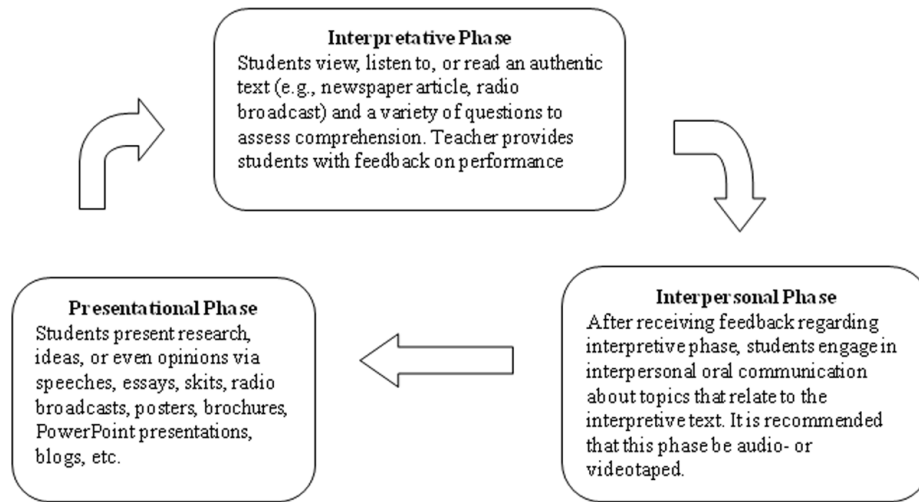 Interpretative Phase
Students view, listen to, or read an authentic
text (e.g., newspaper article, radio
broadcast) and a variety of questions to
assess comprehension. Teacher provides
students with feedback on performance
Interpersonal Phase
After receiving feedback regarding
interpretive phase, students engage in
interpersonal oral communication
about topics that relate to the
interpretive text. It is recommended
that this phase be audio- or
videotaped.
Presentational Phase
Students present research,
ideas, or even opinions via
speeches, essays, skits, radio
broadcasts, posters, brochures,
PowerPoint presentations,
blogs, etc.